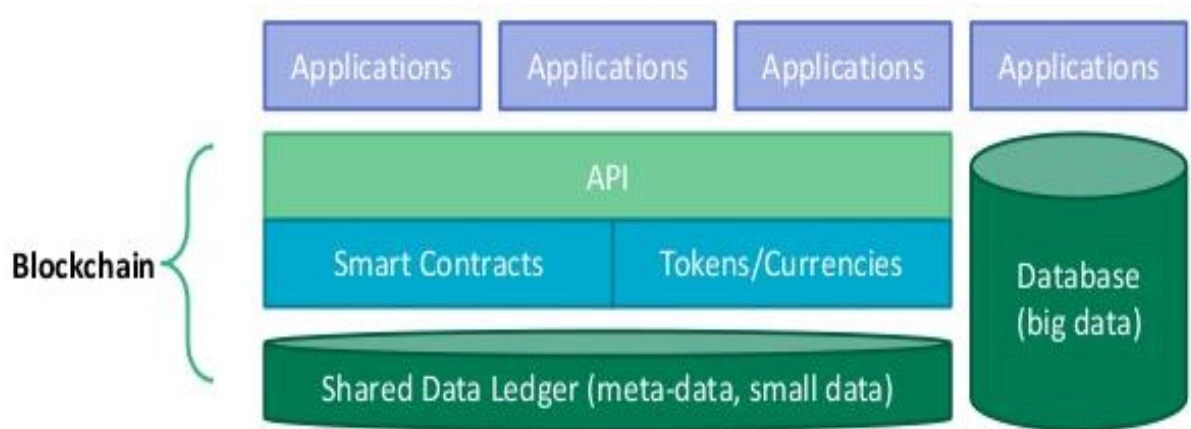 Applications
Applications
Applications
Applications
API
Blockchain
Smart Contracts
Tokens/Currencies
Database
(big data)
Shared Data Ledger (meta-data, small data)